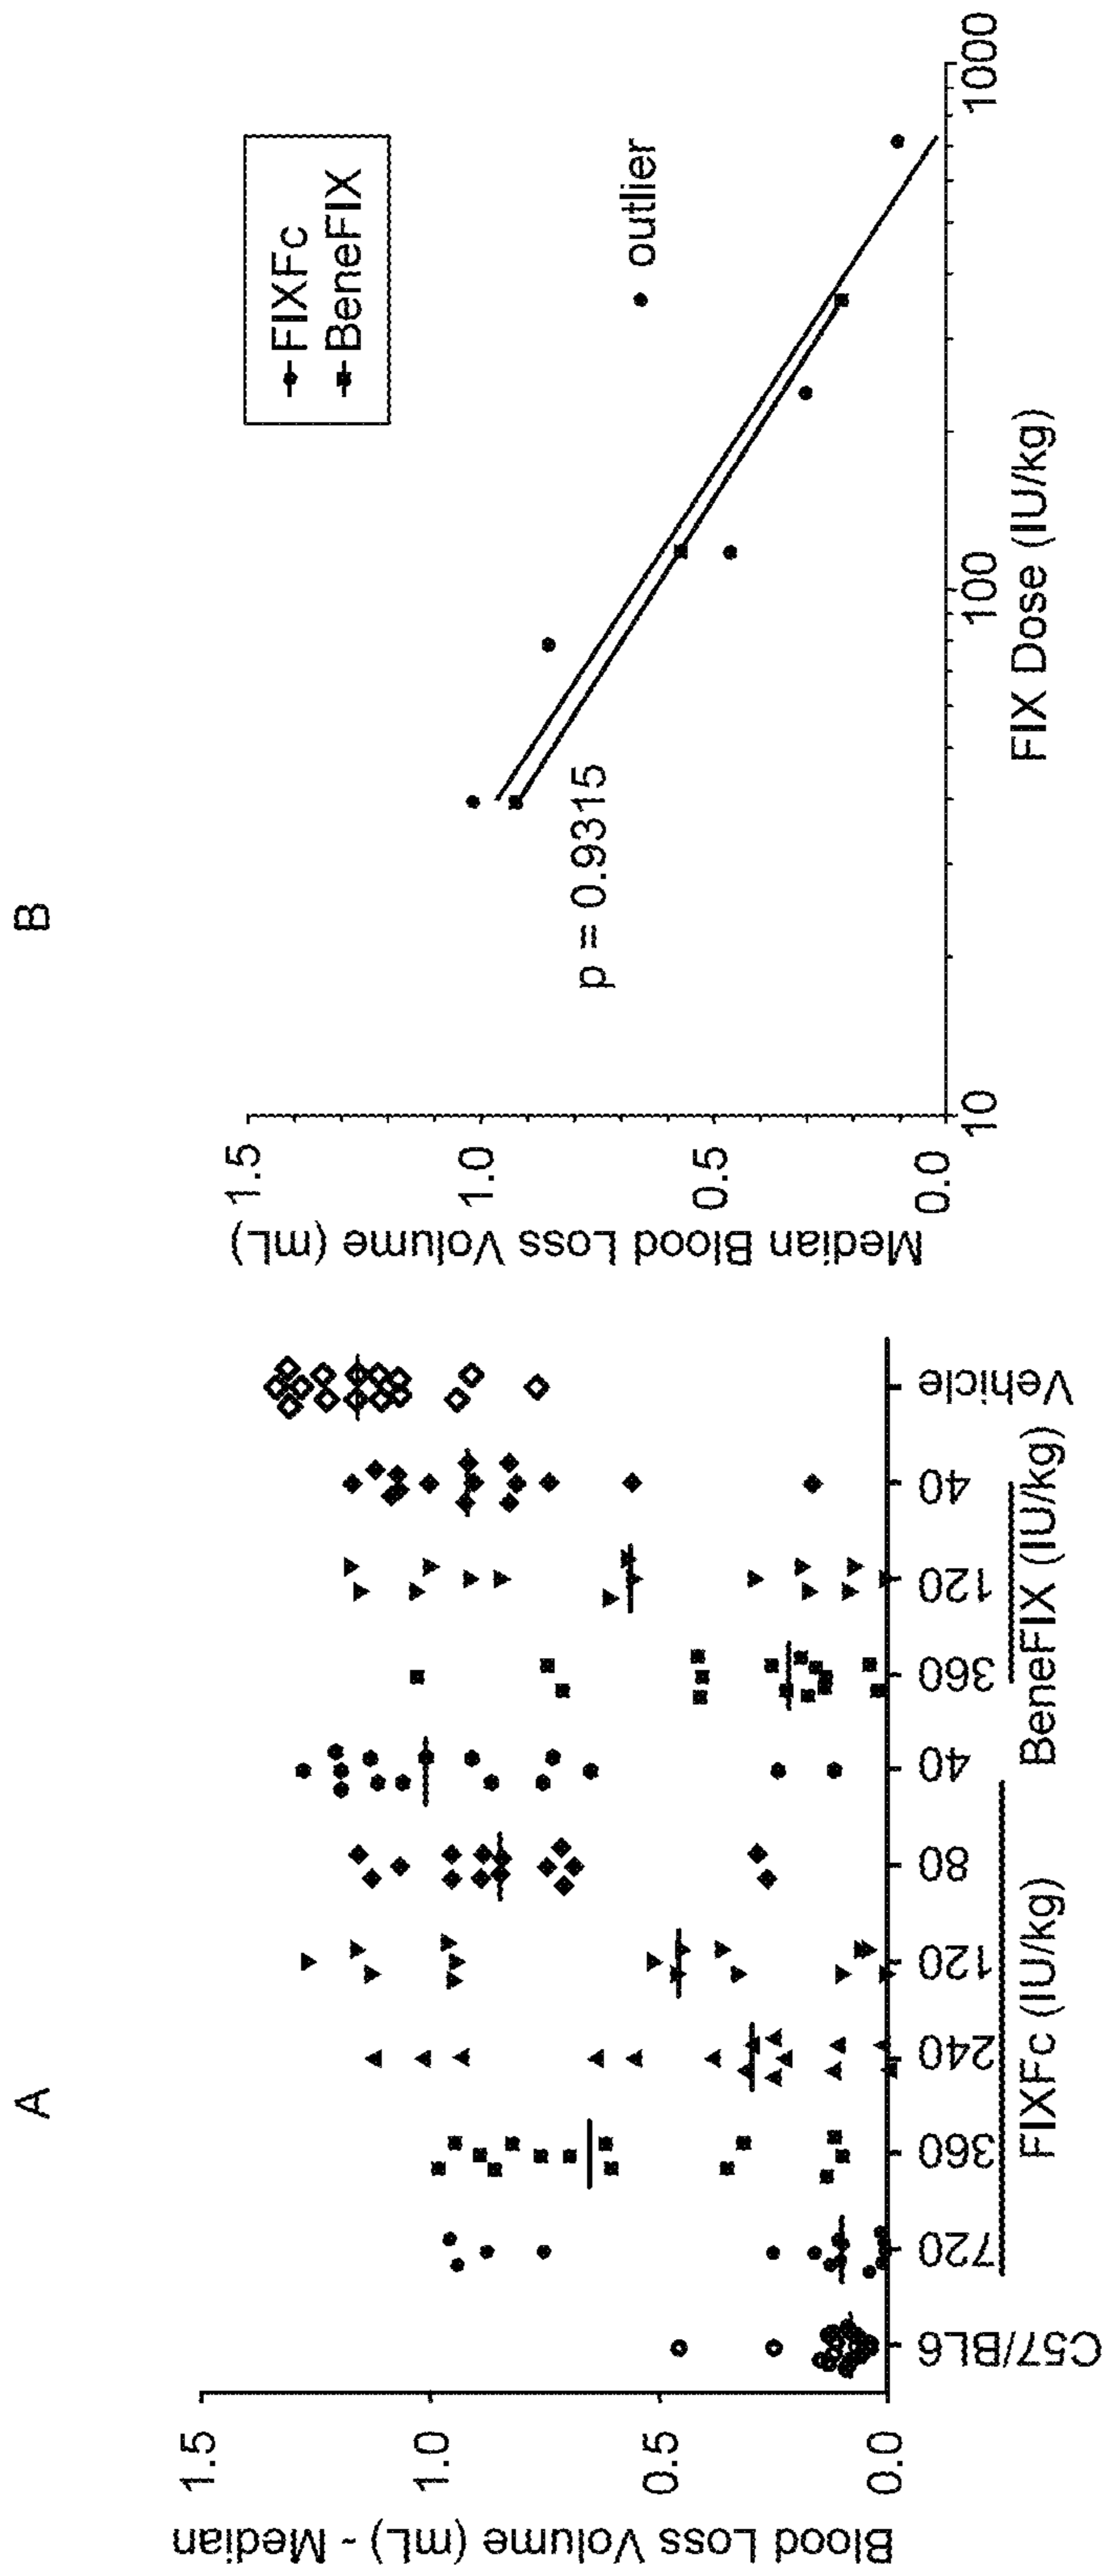 A
Blood Loss Volume (mL) - Median
1.5
1.0
0.5
0.0
C57/BL6
720
360
240
120
80
40
360
120
40
Vehicle
FIXFc (IU/kg)
BeneFIX (IU/kg)
B
Median Blood Loss Volume (mL)
1.5
1.0
0.5
0.0
FIXFc
BeneFIX
outlier
p = 0.9315
10
100
1000
FIX Dose (IU/kg)